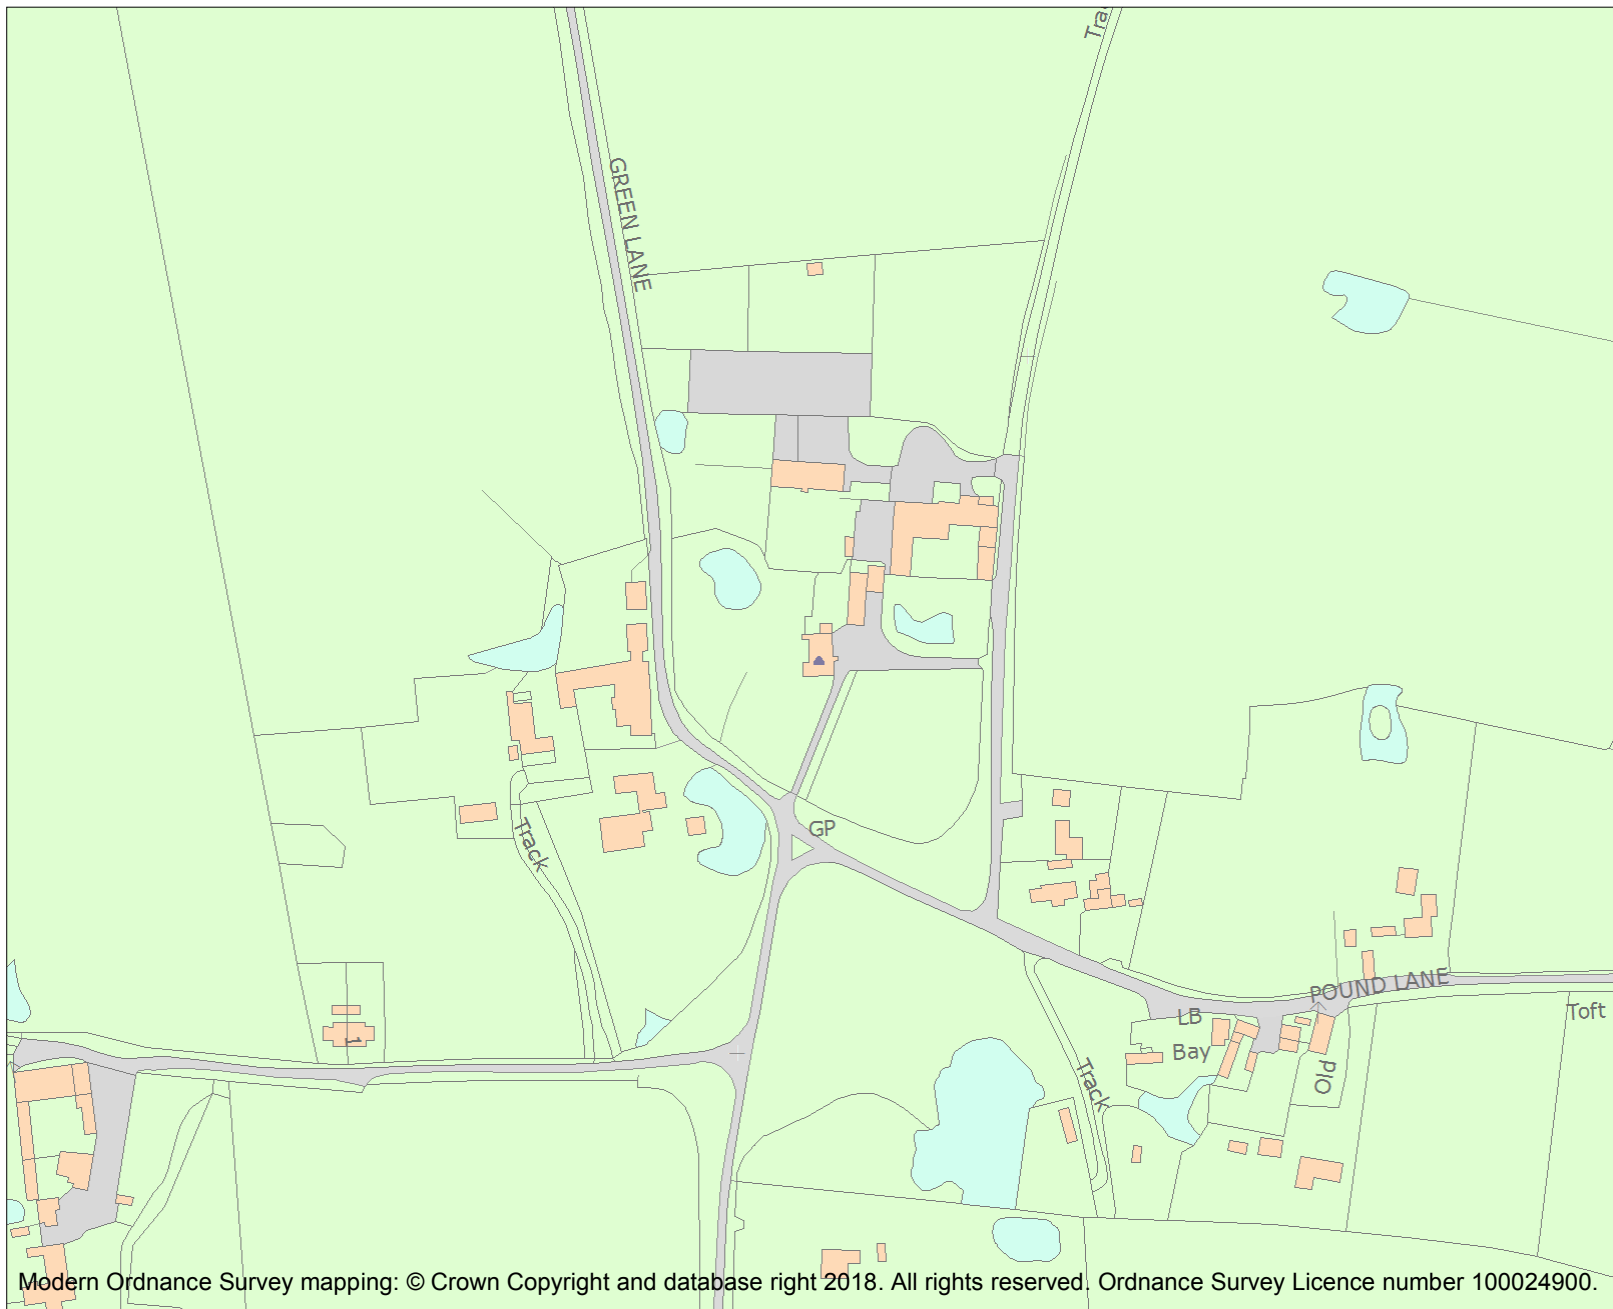 Trac
GREEN LANE
GP
Track
POUND LANE
Toft
LB
Bay
Old
Track
1
Modern Ordnance Survey mapping: © Crown Copyright and database right 2018. All rights reserved. Ordnance Survey Licence number 100024900.